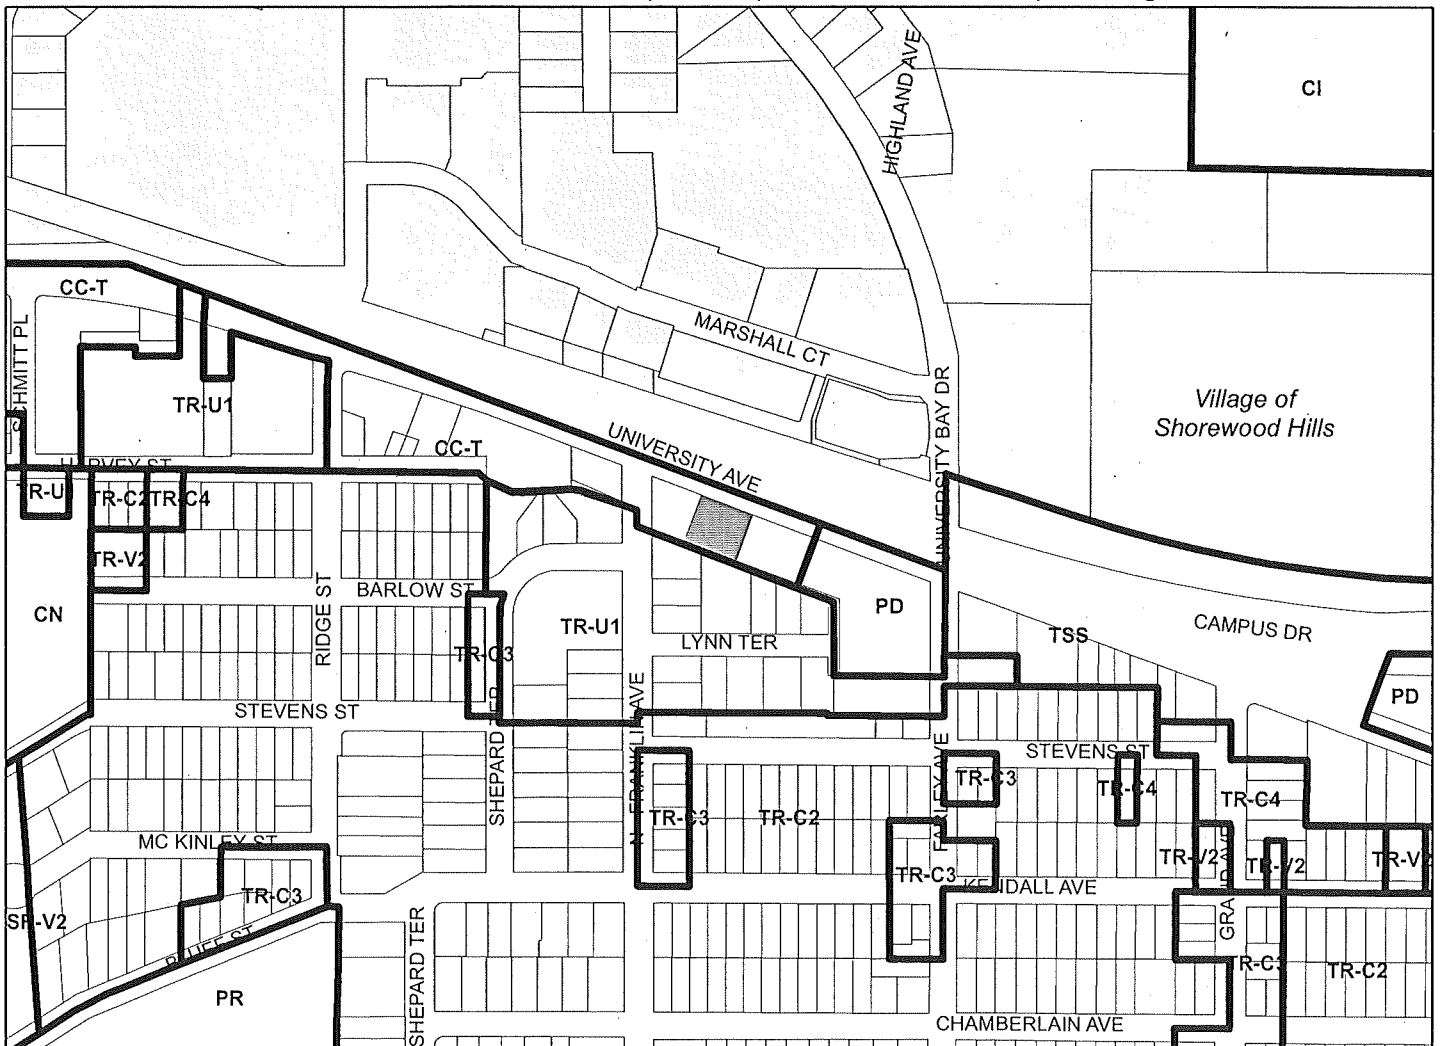 HIGHLAND AVE
CI
CC-T
SCHMITT PL
MARSHALL CT
Village of
Shorewood Hills
TR-U1
UNIVERSITY BAY DR
CC-T
UNIVERSITY AVE
HARVEY ST
TR-U
TR-C2
TR-C4
TR-V2
BARLOW ST
RIDGE ST
CN
TR-U1
PD
TSS
CAMPUS DR
LYNN TER
TR-C3
PD
STEVENS ST
SHEPARD TER
N FRANKLIN AVE
FARLEY AVE
STEVENS ST
TR-C3
TR-C4
TR-C4
TR-C3
TR-C2
MC KINLEY ST
TR-V2
TR-V2
TR-V2
TR-C3
KENDALL AVE
TR-C3
GRAND AVE
SR-V2
BLUFF ST
SHEPARD TER
TR-C3
TR-C2
PR
CHAMBERLAIN AVE